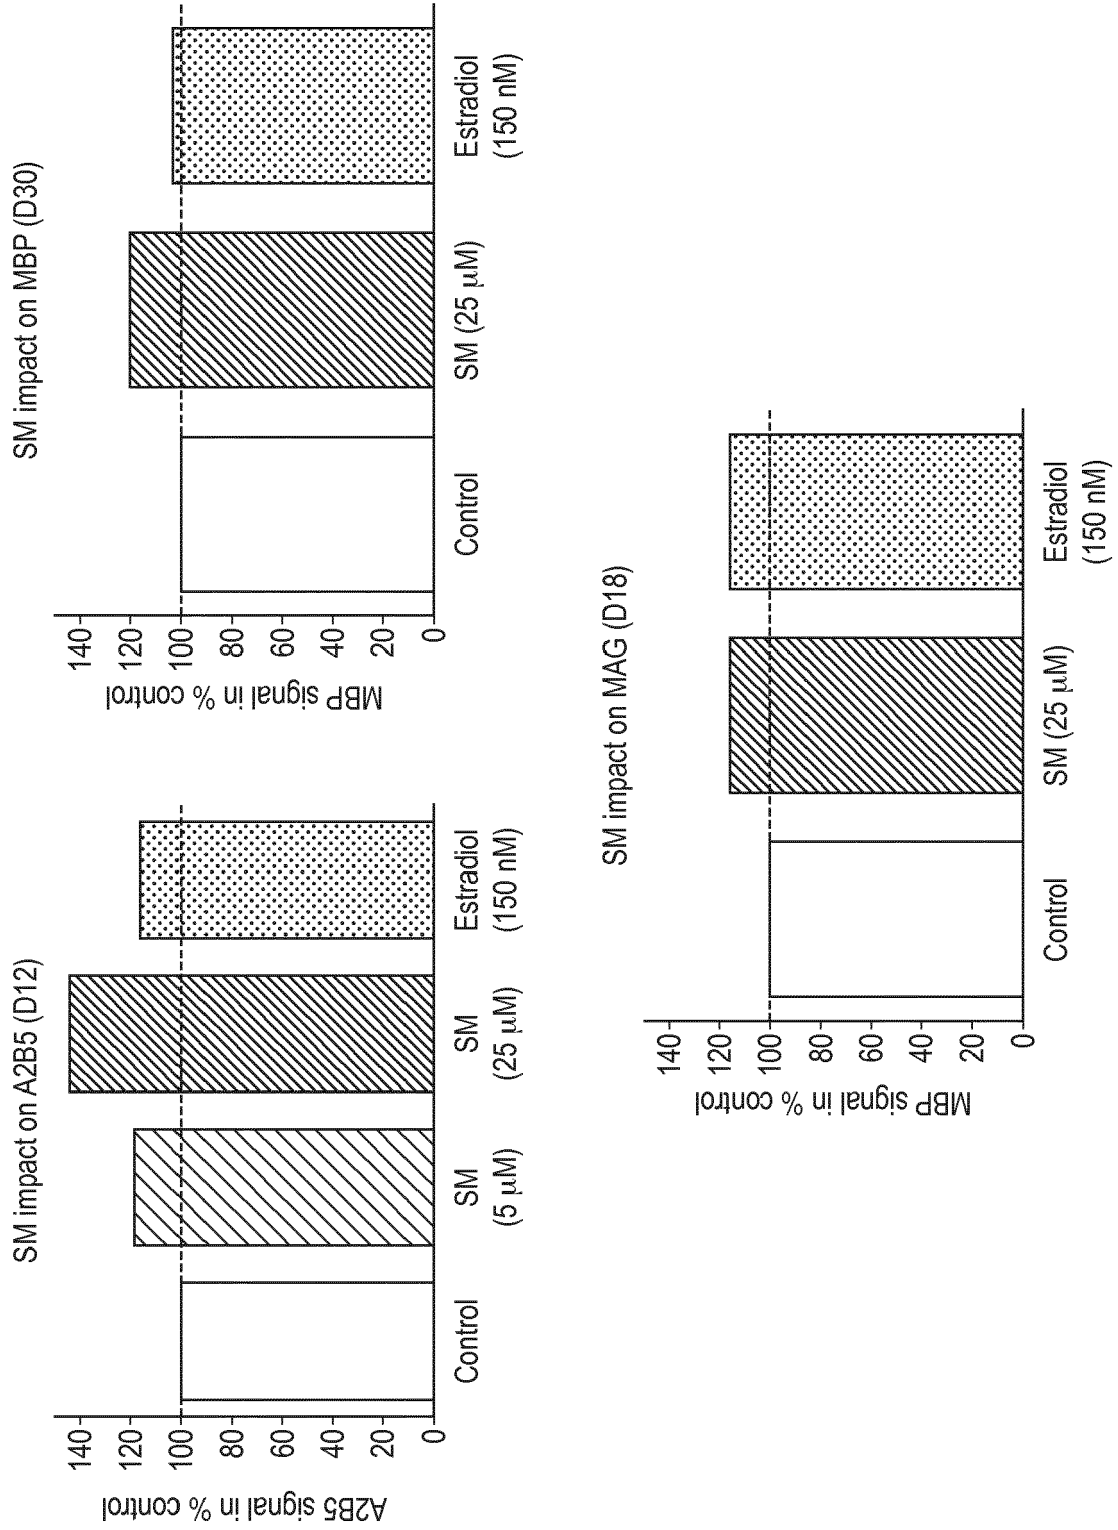 SM impact on A2B5 (D12)
A2B5 signal in % control
140
120
100
80
60
40
20
0
Control
SM
(5 µM)
SM
(25 µM)
Estradiol
(150 nM)
SM impact on MBP (D30)
MBP signal in % control
140
120
100
80
60
40
20
0
Control
SM (25 µM)
Estradiol
(150 nM)
SM impact on MAG (D18)
MBP signal in % control
140
120
100
80
60
40
20
0
Control
SM (25 µM)
Estradiol
(150 nM)